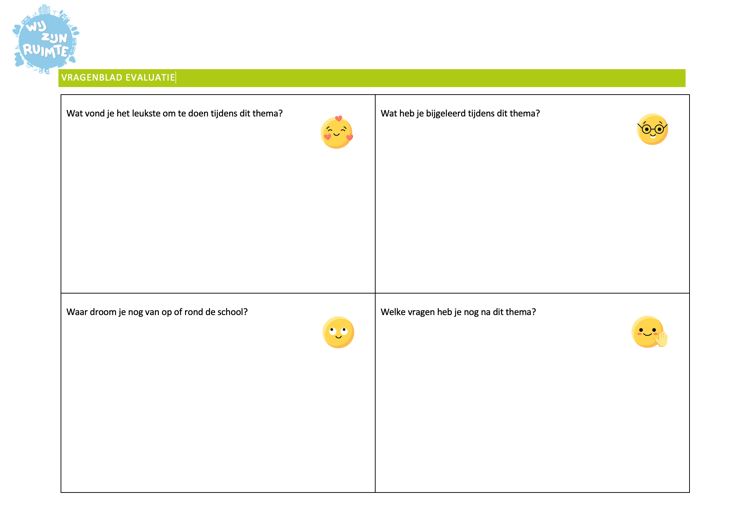 WIJ
ZIJN
RUIMTE
VRAGENBLAD EVALUATIE
Wat vond je het leukste om te doen tijdens dit thema?
Wat heb je bijgeleerd tijdens dit thema?
Waar droom je nog van op of rond de school?
Welke vragen heb je nog na dit thema?